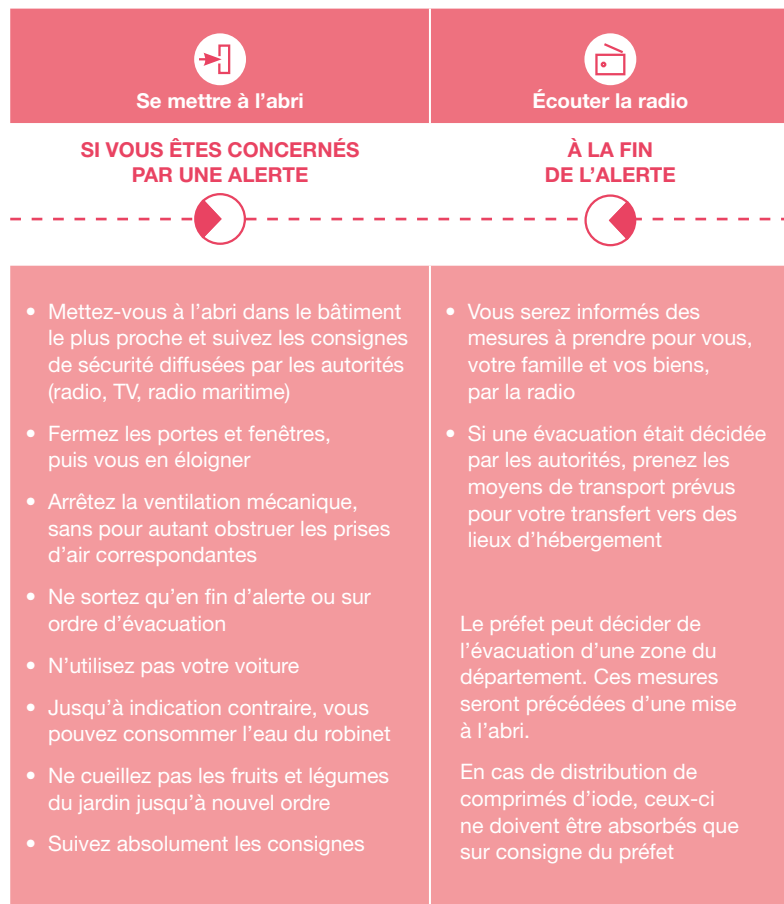 Se mettre à l’abri
SI VOUS ÊTES CONCERNÉS
PAR UNE ALERTE
• Mettez-vous à l’abri dans le bâtiment
le plus proche et suivez les consignes
de sécurité diffusées par les autorités
(radio, TV, radio maritime)
• Fermez les portes et fenêtres,
puis vous en éloigner
• Arrêtez la ventilation mécanique,
sans pour autant obstruer les prises
d’air correspondantes
• Ne sortez qu’en fin d’alerte ou sur
ordre d’évacuation
• N’utilisez pas votre voiture
• Jusqu’à indication contraire, vous
pouvez consommer l’eau du robinet
• Ne cueillez pas les fruits et légumes
du jardin jusqu’à nouvel ordre
• Suivez absolument les consignes
Écouter la radio
À LA FIN
DE L’ALERTE
• Vous serez informés des
mesures à prendre pour vous,
votre famille et vos biens,
par la radio
• Si une évacuation était décidée
par les autorités, prenez les
moyens de transport prévus
pour votre transfert vers des
lieux d’hébergement
Le préfet peut décider de
l’évacuation d’une zone du
département. Ces mesures
seront précédées d’une mise
à l’abri.
En cas de distribution de
comprimés d’iode, ceux-ci
ne doivent être absorbés que
sur consigne du préfet